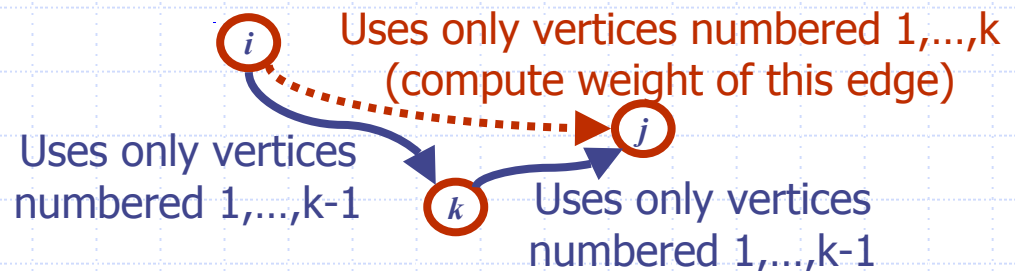 i
Uses only vertices numbered 1,...,k
(compute weight of this edge)
j
Uses only vertices
numbered 1,...,k-1
k
Uses only vertices
numbered 1,...,k-1